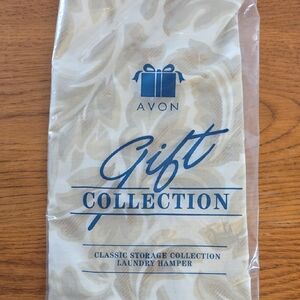 AVON
Gift
COLLECTION
CLASSIC STORAGE COLLECTION
LAUNDRY HAMPER